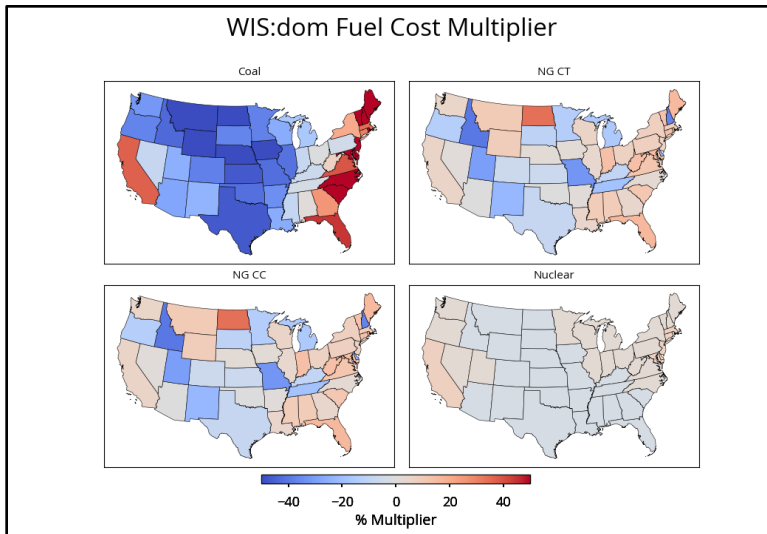 WIS:dom Fuel Cost Multiplier
Coal
NG CT
NG CC
Nuclear
−40 −20 0 20 40
% Multiplier